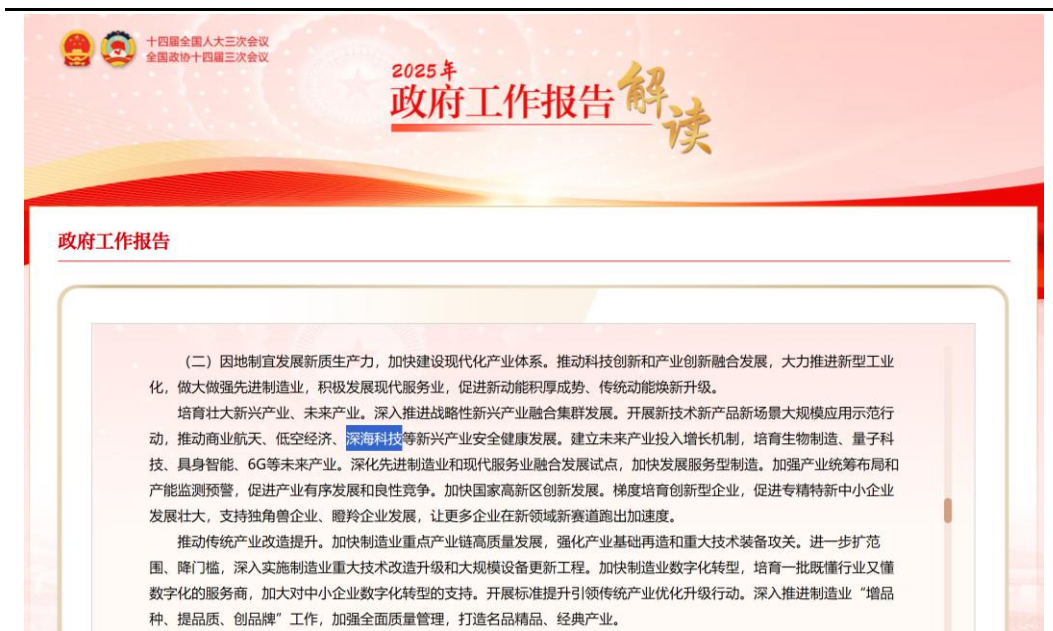 十四届全国人大三次会议
全国政协十四届三次会议
2025年
政府工作报告
解读
政府工作报告
（二）因地制宜发展新质生产力，加快建设现代化产业体系。推动科技创新和产业创新融合发展，大力推进新型工业
化，做大做强先进制造业，积极发展现代服务业，促进新动能积厚成势、传统动能焕新升级。
培育壮大新兴产业、未来产业。深入推进战略性新兴产业融合集群发展。开展新技术新产品新场景大规模应用示范行
动，推动商业航天、低空经济、深海科技等新兴产业安全健康发展。建立未来产业投入增长机制，培育生物制造、量子科
技、具身智能、6G等未来产业。深化先进制造业和现代服务业融合发展试点，加快发展服务型制造。加强产业统筹布局和
产能监测预警，促进产业有序发展和良性竞争。加快国家高新区创新发展。梯度培育创新型企业，促进专精特新中小企业
发展壮大，支持独角兽企业、瞪羚企业发展，让更多企业在新领域新赛道跑出加速度。
推动传统产业改造提升。加快制造业重点产业链高质量发展，强化产业基础再造和重大技术装备攻关。进一步扩范
围、降门槛，深入实施制造业重大技术改造升级和大规模设备更新工程。加快制造业数字化转型，培育一批既懂行业又懂
数字化的服务商，加大对中小企业数字化转型的支持。开展标准提升引领传统产业优化升级行动。深入推进制造业“增品
种、提品质、创品牌”工作，加强全面质量管理，打造名品精品、经典产业。